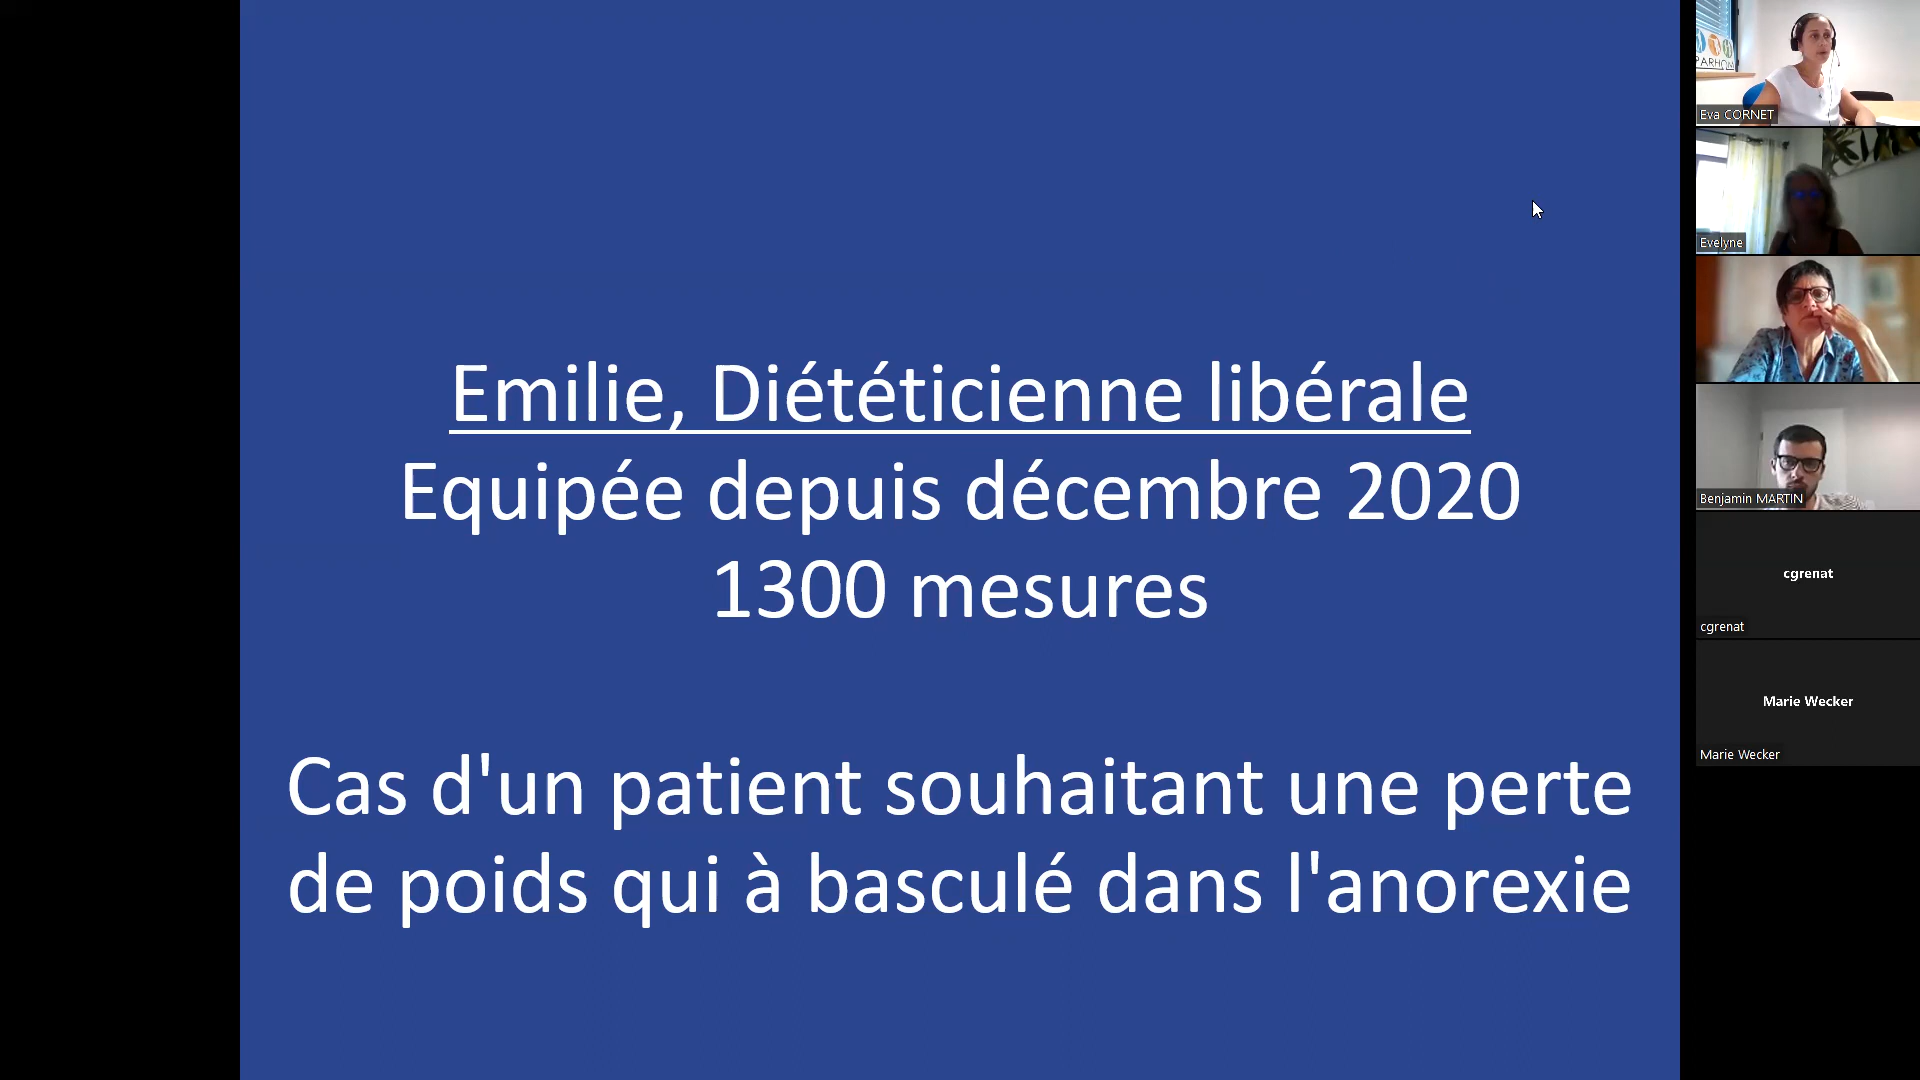 Emilie, Diététicienne libérale
Equipée depuis décembre 2020
1300 mesures
Cas d'un patient souhaitant une perte
de poids qui à basculé dans l'anorexie
Eva CORNET
Evelyne
Benjamin MARTIN
cgrenat
cgrenat
Marie Wecker
Marie Wecker